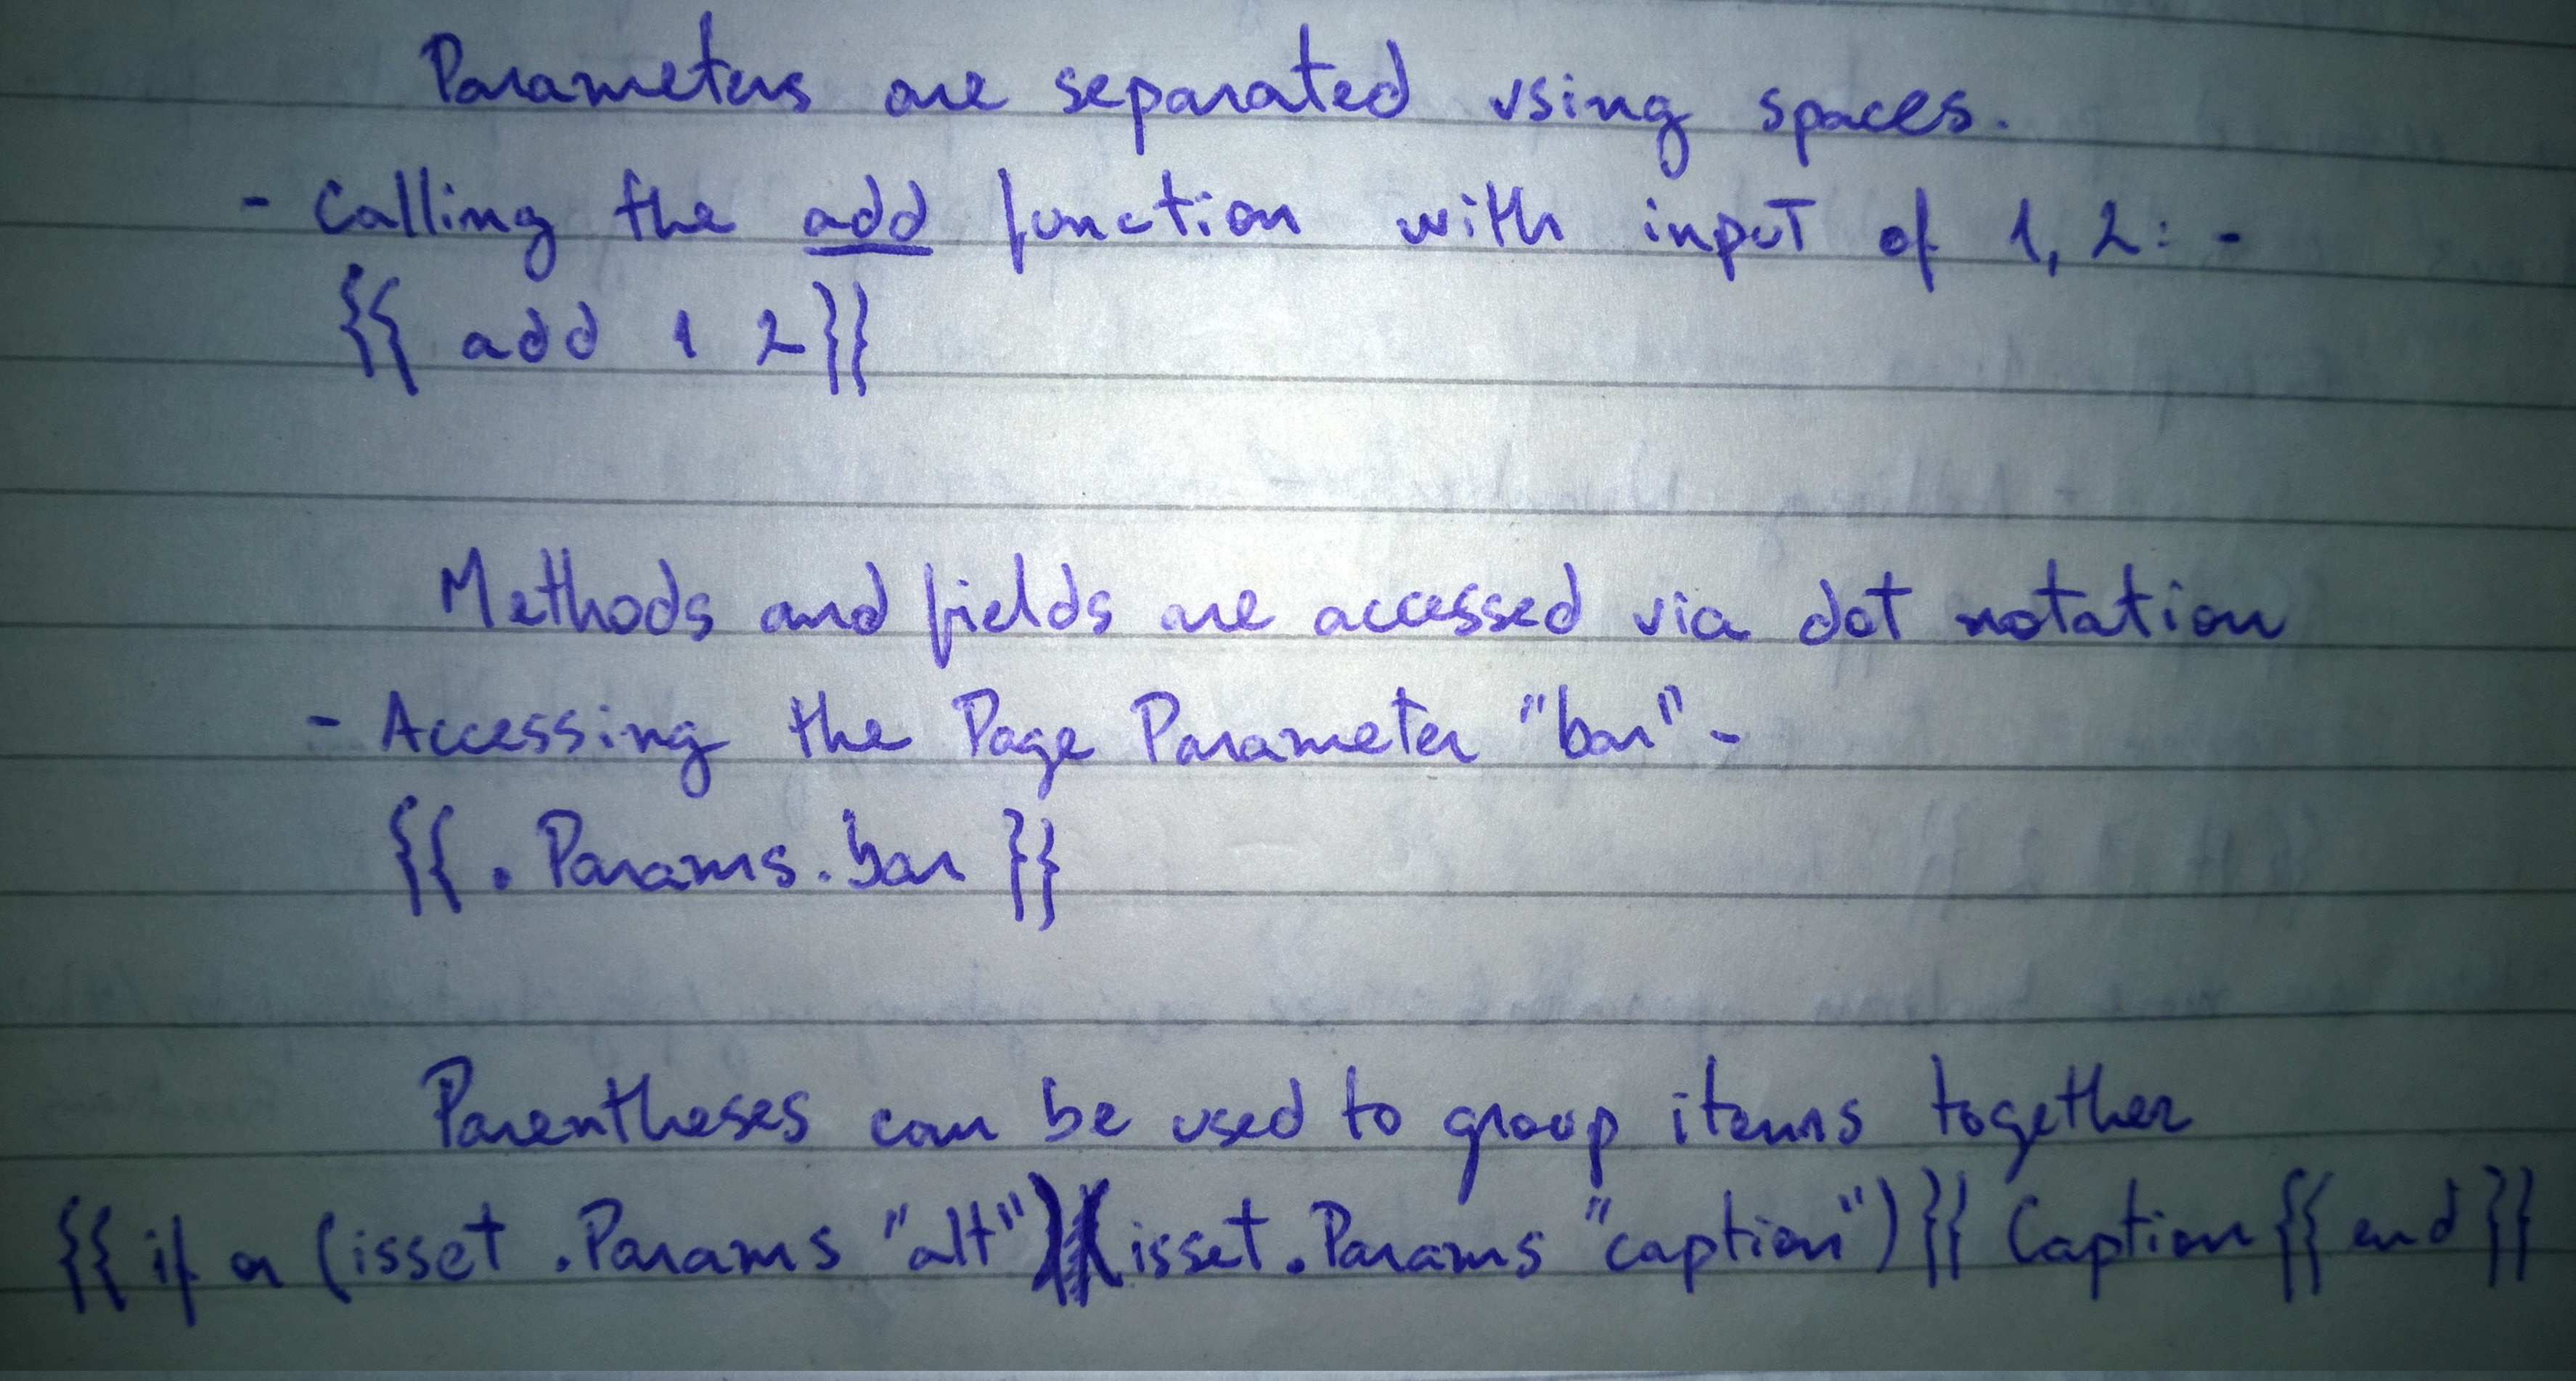 Parameters are separated using spaces.
- calling the add function with input of 1, 2: -
{{ add 1 2 }}
Methods and fields are accessed via dot notation
- Accessing the Page Parameter "bar" -
{{ .Params.bar }}
Parentheses can be used to group items together
{{ if or (isset .Params "alt") (isset .Params "caption") }} Caption {{ end }}